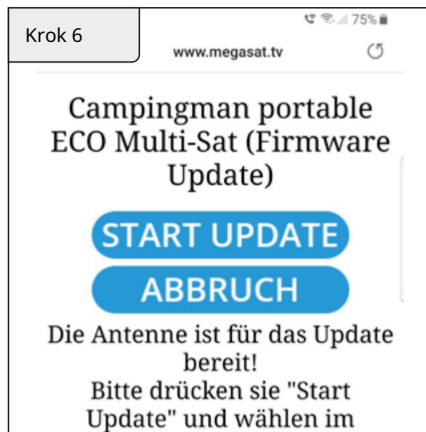 Krok 6
75%
www.megasat.tv
Campingman portable
ECO Multi-Sat (Firmware
Update)
START UPDATE
ABBRUCH
Die Antenne ist für das Update
bereit!
Bitte drücken sie "Start
Update" und wählen im